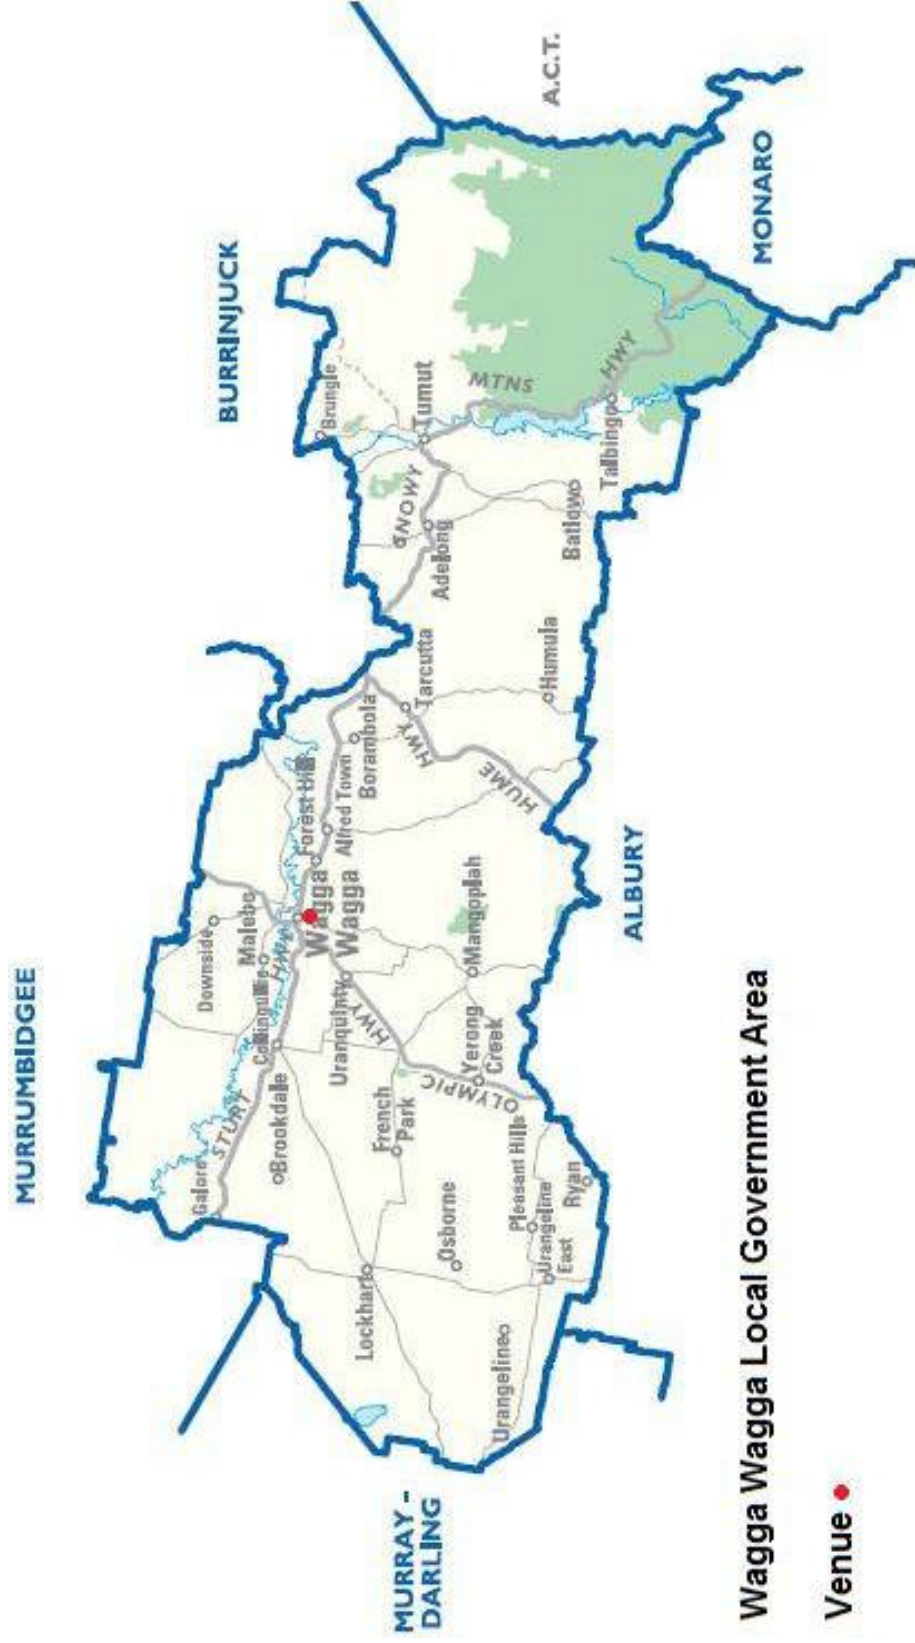 MURRUMBIDGEE
BURRINJUCK
A.C.T.
MONARO
ALBURY
MURRAY -
DARLING
Galore
STURT
HWY
Brookdale
Collingullie
Downside
Malebo
Wagga
Wagga
Forest Hill
Alfred Town
Borambola
Tarcutta
HWY
HUME
Humula
Mangoplah
Uranquinty
HWY
OLYMPIC
Yerong
Creek
French
Park
Osborne
Lockhart
Pleasant Hills
Urangeline
East
Ryan
Urangeline
Brungle
Tumut
SNOWY
MTNS
HWY
Adelong
Batlow
Talbingo
Wagga Wagga Local Government Area
Venue